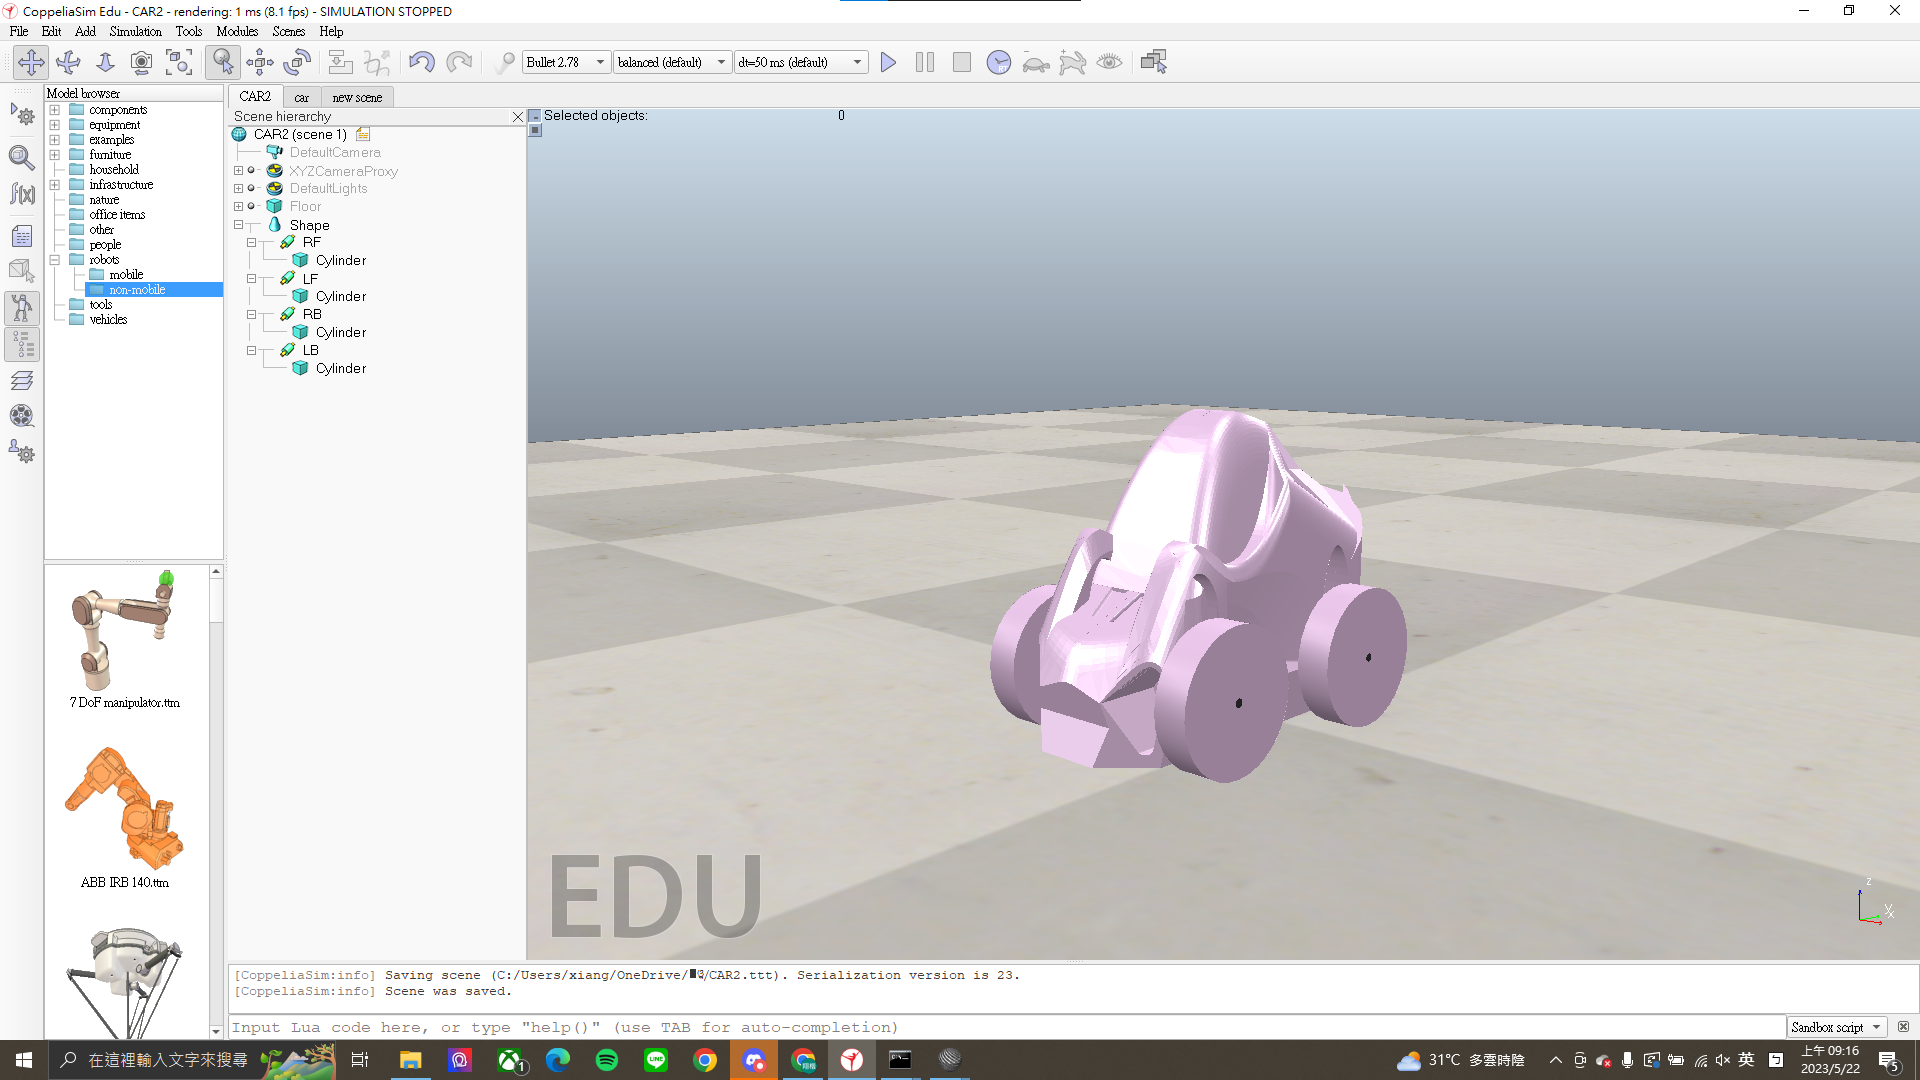 CoppeliaSim Edu - CAR2 - rendering: 1 ms (8.1 fps) - SIMULATION STOPPED
File Edit Add Simulation Tools Modules Scenes Help
Bullet 2.78 balanced (default) dt=50 ms (default)
Model browser
components
equipment
examples
furniture
household
infrastructure
nature
office items
other
people
robots
mobile
non-mobile
tools
vehicles
7 DoF manipulator.ttm
ABB IRB 140.ttm
CAR2 car new scene
Scene hierarchy
CAR2 (scene 1)
DefaultCamera
XYZCameraProxy
DefaultLights
Floor
Shape
RF
Cylinder
LF
Cylinder
RB
Cylinder
LB
Cylinder
Selected objects: 0
EDU
z
[CoppeliaSim:info] Saving scene (C:/Users/xiang/OneDrive/ /CAR2.ttt). Serialization version is 23.
[CoppeliaSim:info] Scene was saved.
Input Lua code here, or type "help()" (use TAB for auto-completion)
Sandbox script
在這裡輸入文字來搜尋
31°C 多雲時陰
英
上午 09:16
2023/5/22